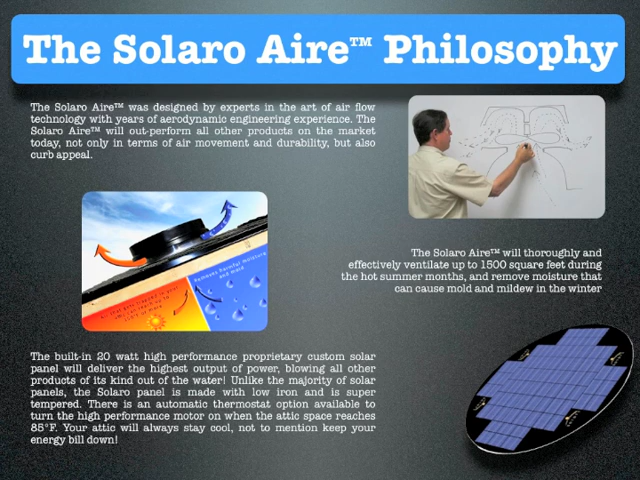 The Solaro Aire™ Philosophy
The Solaro Aire™ was designed by experts in the art of air flow
technology with years of aerodynamic engineering experience. The
Solaro Aire™ will out-perform all other products on the market
today, not only in terms of air movement and durability, but also
curb appeal.
Removes harmful moisture
and mold
The Solaro Aire™ will thoroughly and
effectively ventilate up to 1500 square feet during
the hot summer months, and remove moisture that
can cause mold and mildew in the winter
The built-in 20 watt high performance proprietary custom solar
panel will deliver the highest output of power, blowing all other
products of its kind out of the water! Unlike the majority of solar
panels, the Solaro panel is made with low iron and is super
tempered. There is an automatic thermostat option available to
turn the high performance motor on when the attic space reaches
85°F. Your attic will always stay cool, not to mention keep your
energy bill down!